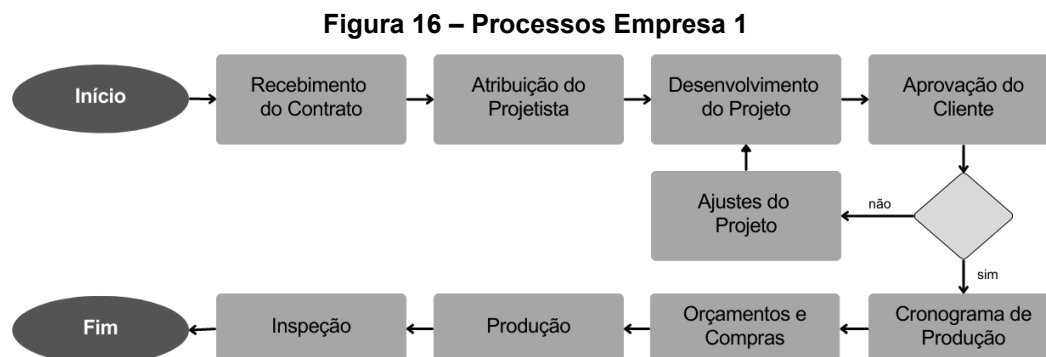 Figura 16 – Processos Empresa 1
Início
Recebimento
do Contrato
Atribuição do
Projetista
Desenvolvimento
do Projeto
Aprovação do
Cliente
Ajustes do
Projeto
não
sim
Fim
Inspeção
Produção
Orçamentos e
Compras
Cronograma de
Produção